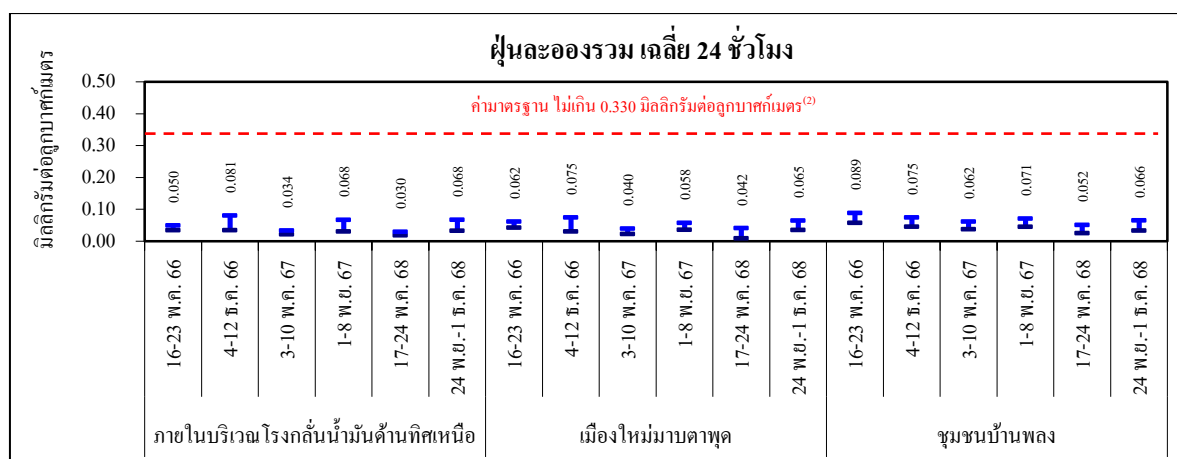 ฝุ่นละอองรวม เฉลี่ย 24 ชั่วโมง
มิลลิกรัมต่อลูกบาศก์เมตร
0.50
0.40
0.30
0.20
0.10
0.00
ค่ามาตรฐาน ไม่เกิน 0.330 มิลลิกรัมต่อลูกบาศก์เมตร(2)
0.050 0.081 0.034 0.068 0.030 0.068 0.062 0.075 0.040 0.058 0.042 0.065 0.089 0.075 0.062 0.071 0.052 0.066
16-23 พ.ค. 66
4-12 ธ.ค. 66
3-10 พ.ค. 67
1-8 พ.ย. 67
17-24 พ.ค. 68
24 พ.ย.-1 ธ.ค. 68
16-23 พ.ค. 66
4-12 ธ.ค. 66
3-10 พ.ค. 67
1-8 พ.ย. 67
17-24 พ.ค. 68
24 พ.ย.-1 ธ.ค. 68
16-23 พ.ค. 66
4-12 ธ.ค. 66
3-10 พ.ค. 67
1-8 พ.ย. 67
17-24 พ.ค. 68
24 พ.ย.-1 ธ.ค. 68
ภายในบริเวณโรงกลั่นน้ำมันด้านทิศเหนือ เมืองใหม่มาบตาพุด ชุมชนบ้านพลง